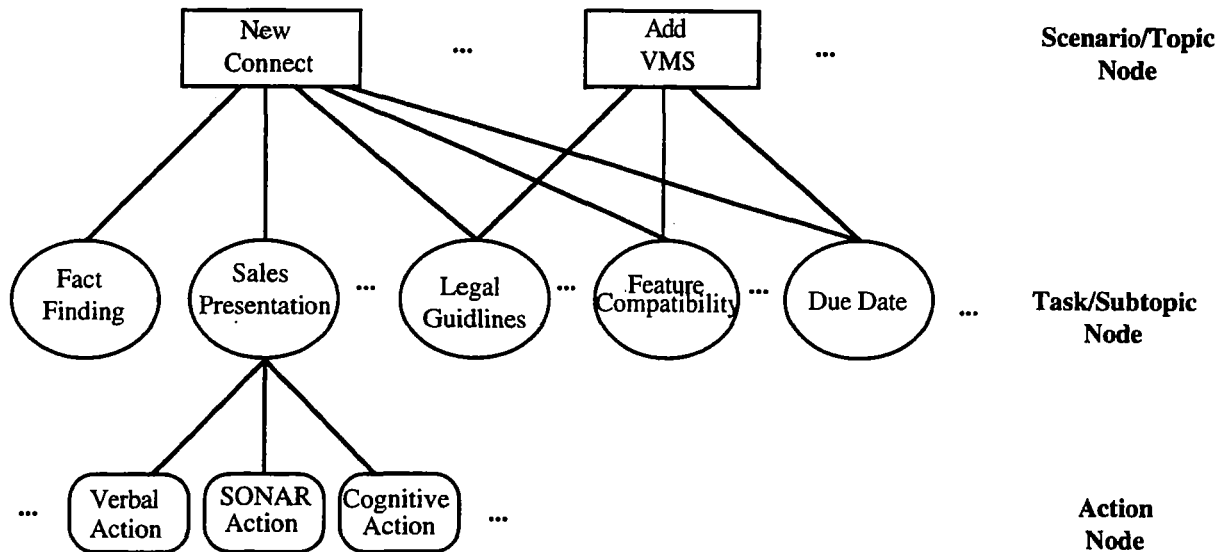 New
Connect
...
Add
VMS
...
Scenario/Topic
Node
Fact
Finding
Sales
Presentation
...
Legal
Guidlines
...
Feature
Compatibility
...
Due Date
...
Task/Subtopic
Node
...
Verbal
Action
SONAR
Action
Cognitive
Action
...
Action
Node